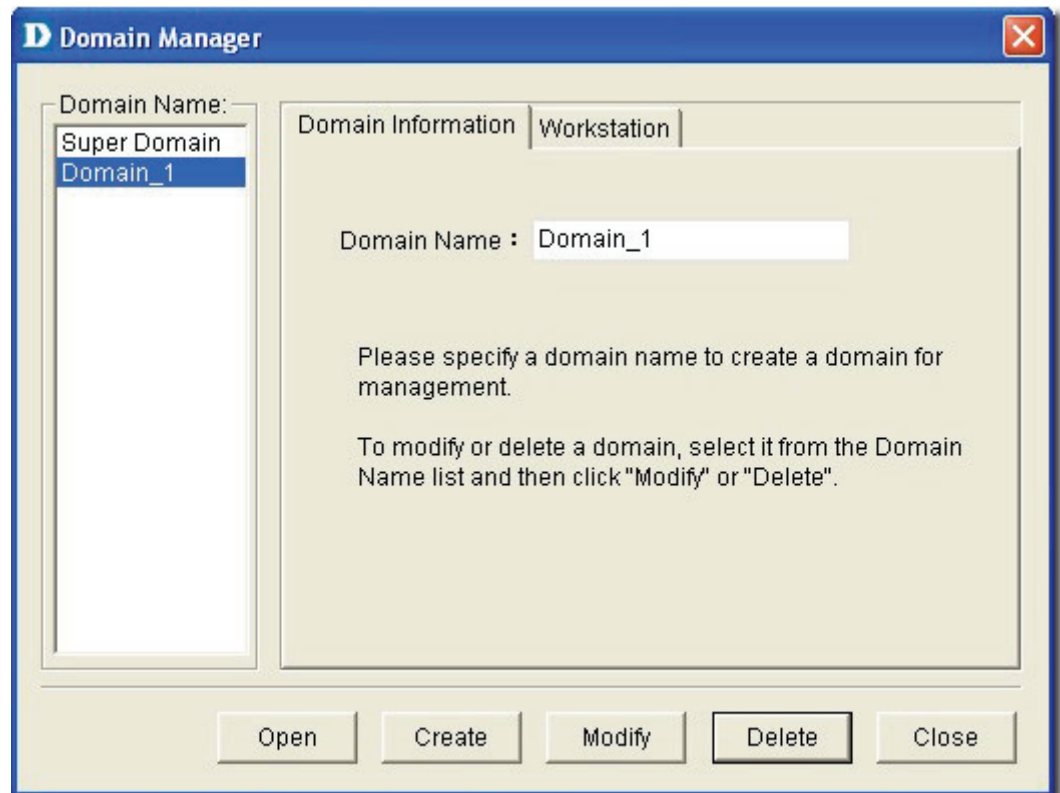 D Domain Manager
Domain Name:
Super Domain
Domain_1
Domain Information
Workstation
Domain Name : Domain_1
Please specify a domain name to create a domain for
management.
To modify or delete a domain, select it from the Domain
Name list and then click "Modify" or "Delete".
Open
Create
Modify
Delete
Close